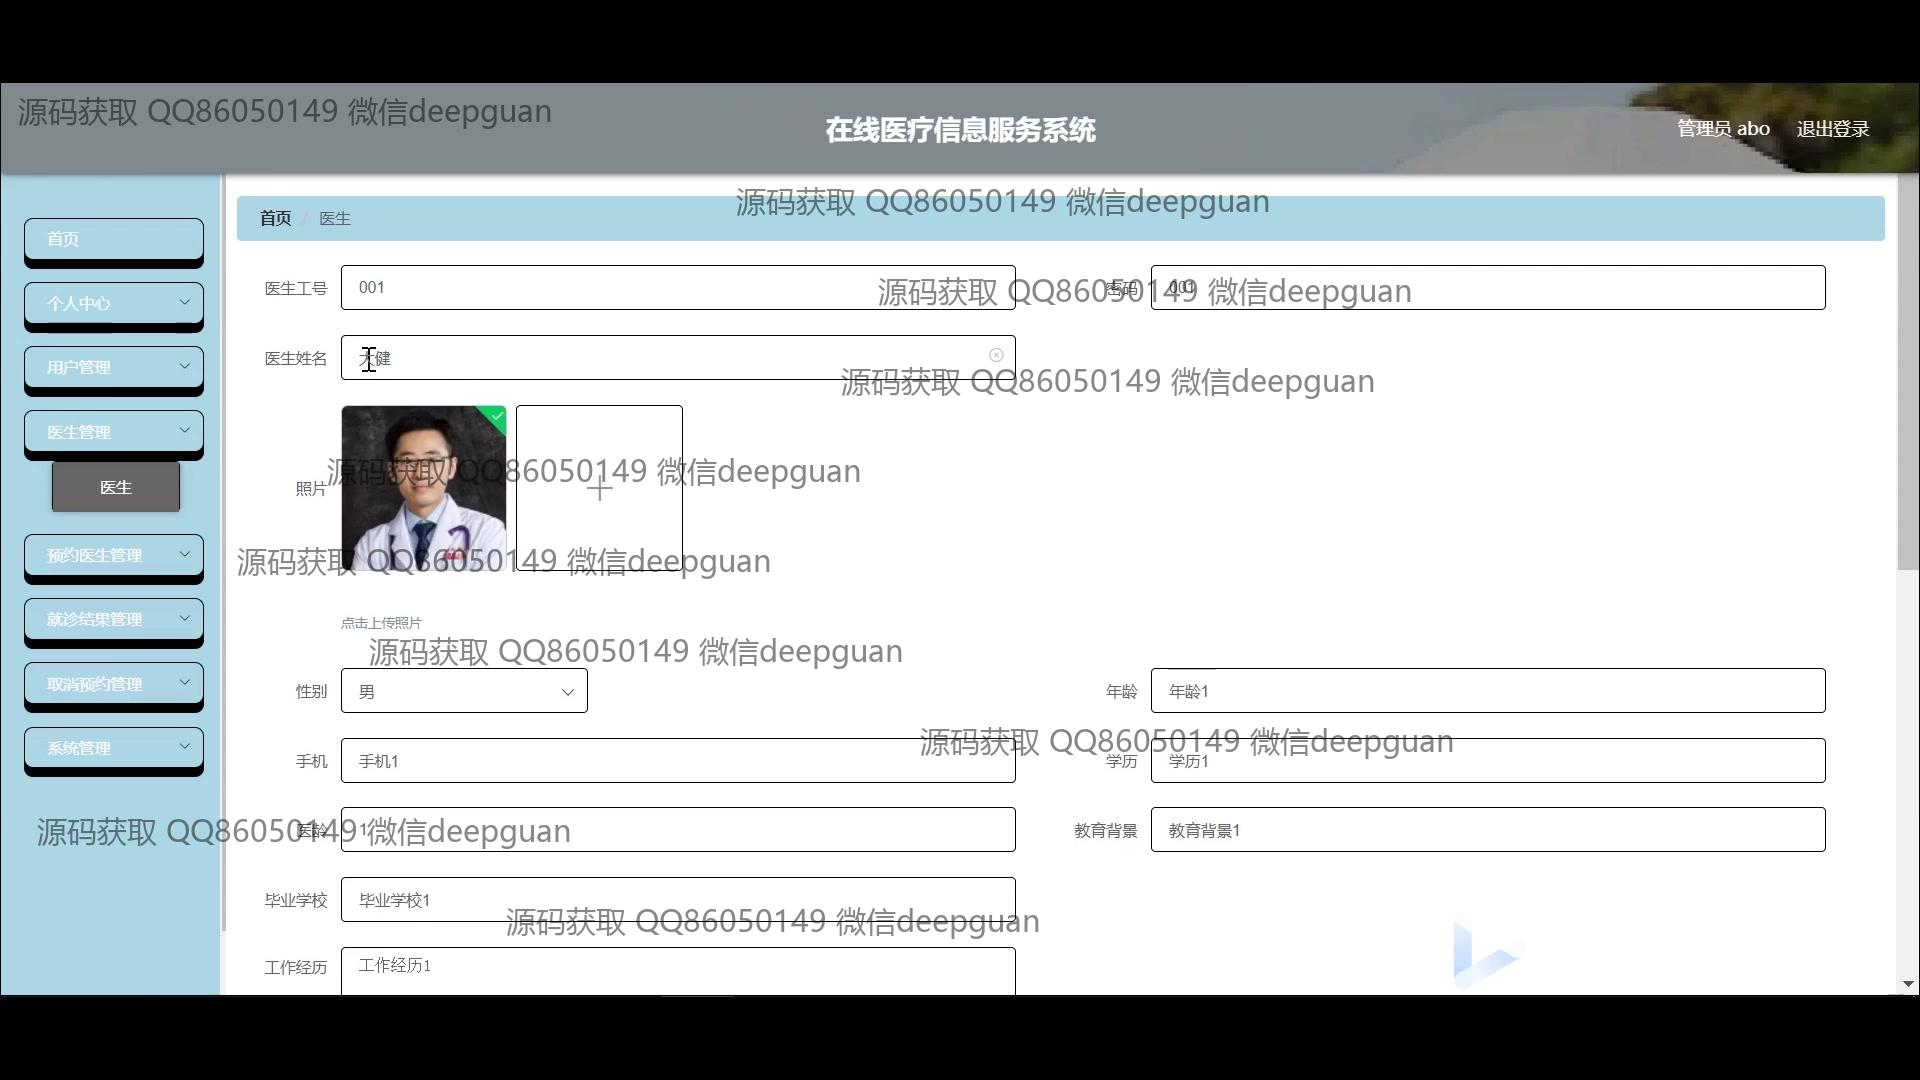 源码获取 QQ86050149 微信deepguan
在线医疗信息服务系统
管理员 abo 退出登录
源码获取 QQ86050149 微信deepguan
首页 / 医生
首页
个人中心
用户管理
医生管理
医生
预约医生管理
就诊结果管理
取消预约管理
系统管理
医生工号 001
密码 001
源码获取 QQ86050149 微信deepguan
医生姓名 大健
源码获取 QQ86050149 微信deepguan
照片
源码获取 QQ86050149 微信deepguan
源码获取 QQ86050149 微信deepguan
点击上传照片
源码获取 QQ86050149 微信deepguan
性别 男
年龄 年龄1
源码获取 QQ86050149 微信deepguan
手机 手机1
学历 学历1
源码获取 QQ86050149 微信deepguan
医龄 1
教育背景 教育背景1
毕业学校 毕业学校1
源码获取 QQ86050149 微信deepguan
工作经历 工作经历1